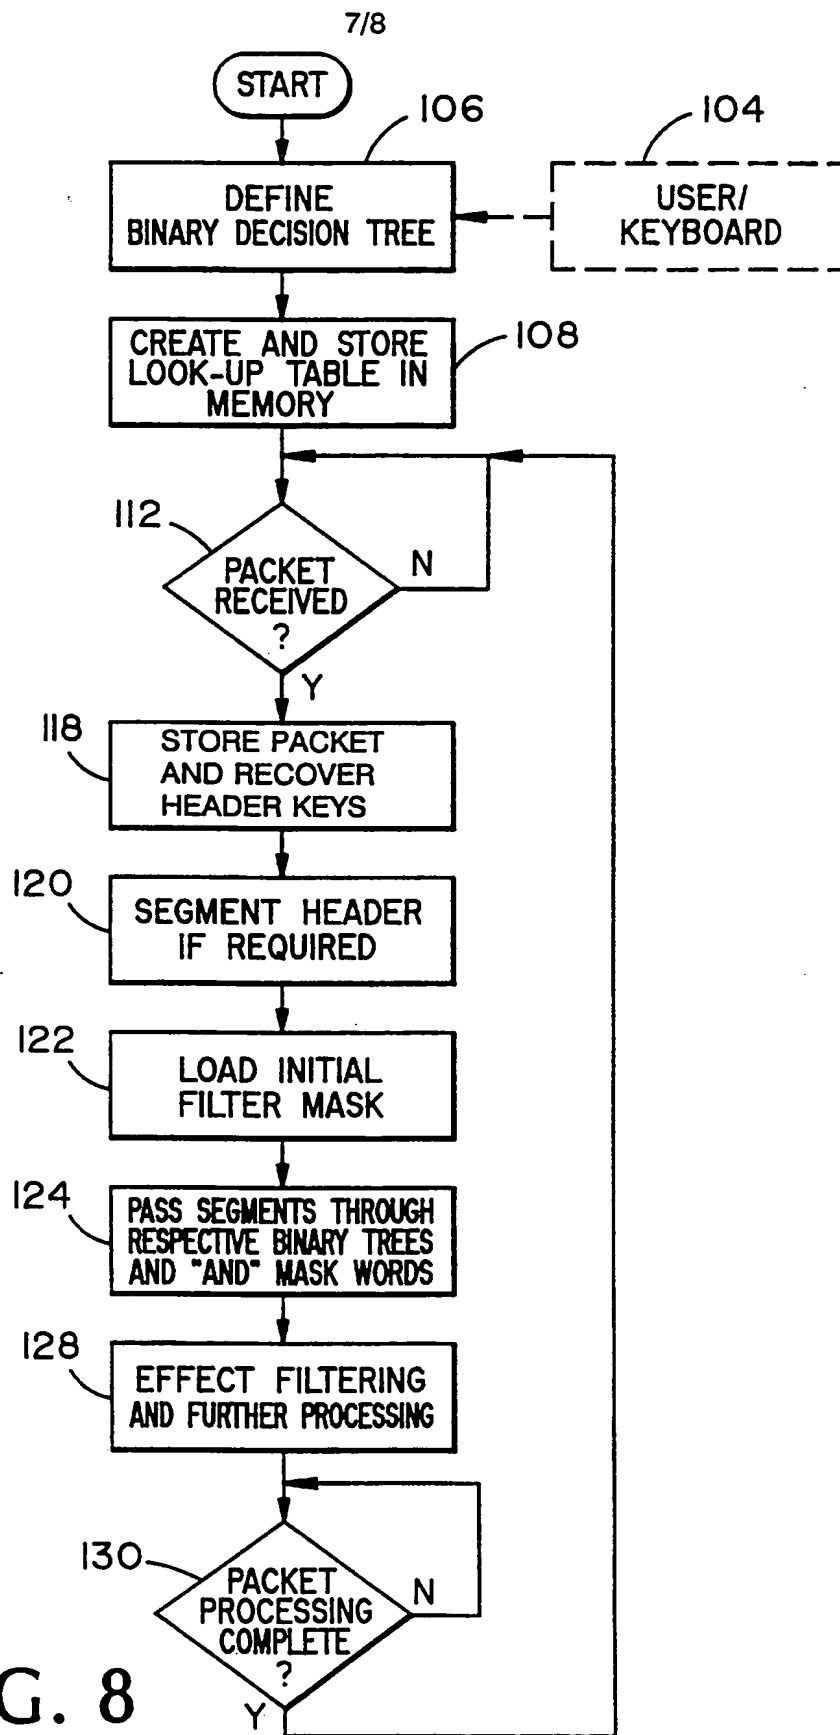 7/8
START
106
104
DEFINE
BINARY DECISION TREE
USER/
KEYBOARD
108
CREATE AND STORE
LOOK-UP TABLE IN
MEMORY
112
PACKET
RECEIVED
?
N
Y
118
STORE PACKET
AND RECOVER
HEADER KEYS
120
SEGMENT HEADER
IF REQUIRED
122
LOAD INITIAL
FILTER MASK
124
PASS SEGMENTS THROUGH
RESPECTIVE BINARY TREES
AND "AND" MASK WORDS
128
EFFECT FILTERING
AND FURTHER PROCESSING
130
PACKET
PROCESSING
COMPLETE
?
N
Y
G. 8